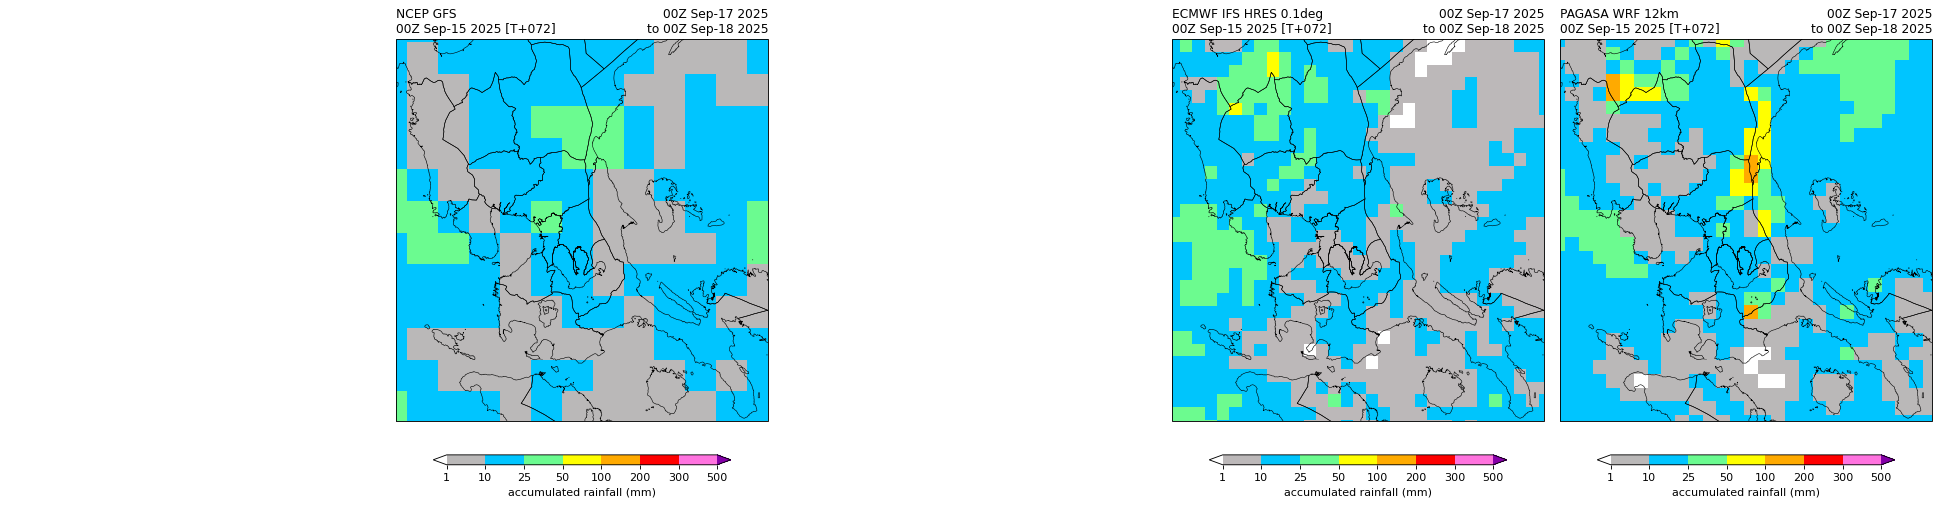 NCEP GFS 00Z Sep-17 2025
00Z Sep-15 2025 [T+072] to 00Z Sep-18 2025
1 10 25 50 100 200 300 500
accumulated rainfall (mm)
ECMWF IFS HRES 0.1deg 00Z Sep-17 2025
00Z Sep-15 2025 [T+072] to 00Z Sep-18 2025
1 10 25 50 100 200 300 500
accumulated rainfall (mm)
PAGASA WRF 12km 00Z Sep-17 2025
00Z Sep-15 2025 [T+072] to 00Z Sep-18 2025
1 10 25 50 100 200 300 500
accumulated rainfall (mm)